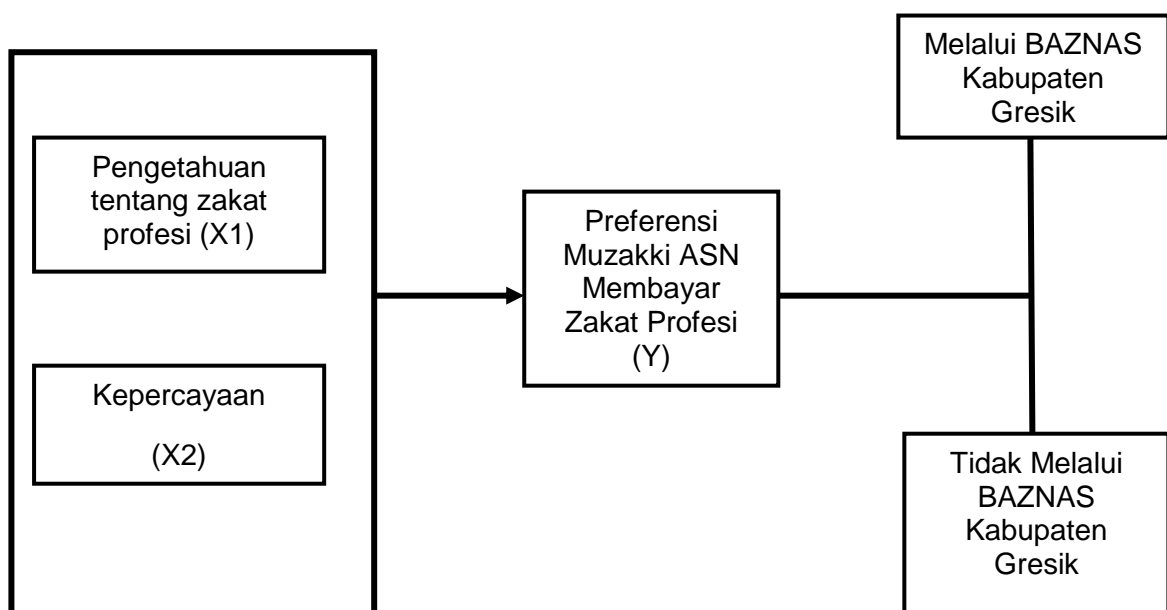 Pengetahuan
tentang zakat
profesi (X1)
Kepercayaan
(X2)
Preferensi
Muzakki ASN
Membayar
Zakat Profesi
(Y)
Melalui BAZNAS
Kabupaten
Gresik
Tidak Melalui
BAZNAS
Kabupaten
Gresik